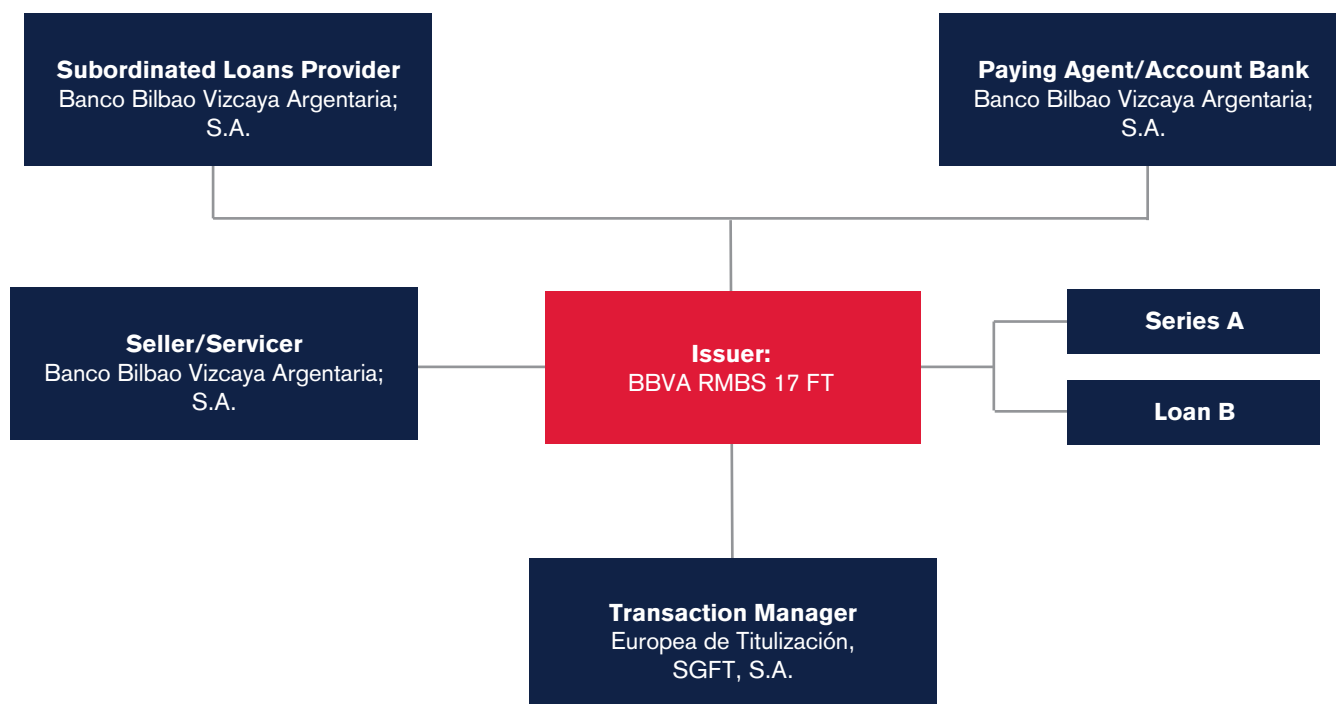 Subordinated Loans Provider
Banco Bilbao Vizcaya Argentaria;
S.A.
Paying Agent/Account Bank
Banco Bilbao Vizcaya Argentaria;
S.A.
Seller/Servicer
Banco Bilbao Vizcaya Argentaria;
S.A.
Issuer:
BBVA RMBS 17 FT
Series A
Loan B
Transaction Manager
Europea de Titulización,
SGFT, S.A.